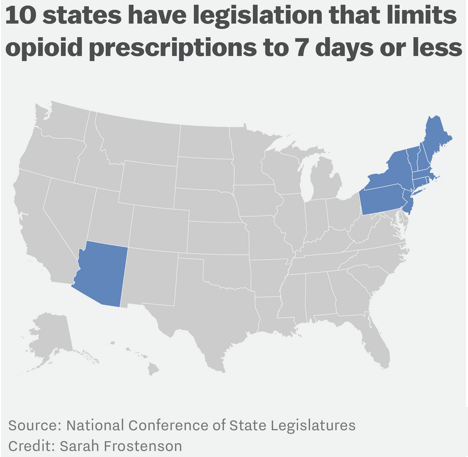 10 states have legislation that limits
opioid prescriptions to 7 days or less
Source: National Conference of State Legislatures
Credit: Sarah Frostenson